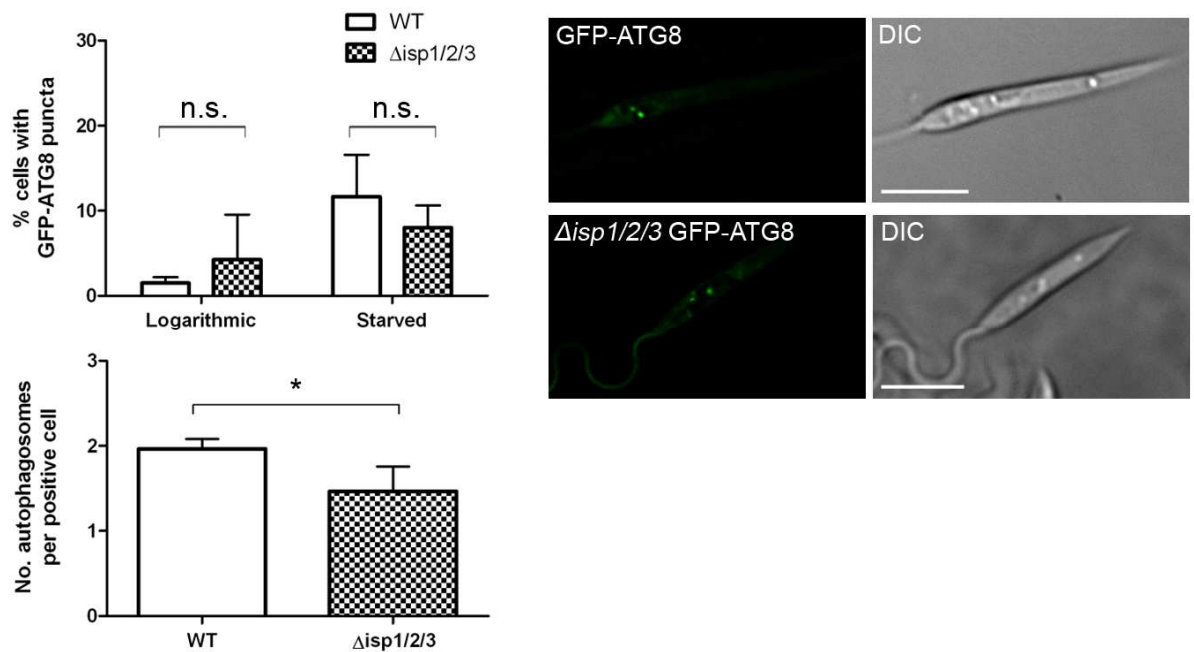 WT
Δisp1/2/3
30
20
10
0
% cells with
GFP-ATG8 puncta
n.s.
n.s.
Logarithmic
Starved
3
2
1
0
No. autophagosomes
per positive cell
*
WT
Δisp1/2/3
GFP-ATG8
DIC
Δisp1/2/3 GFP-ATG8
DIC